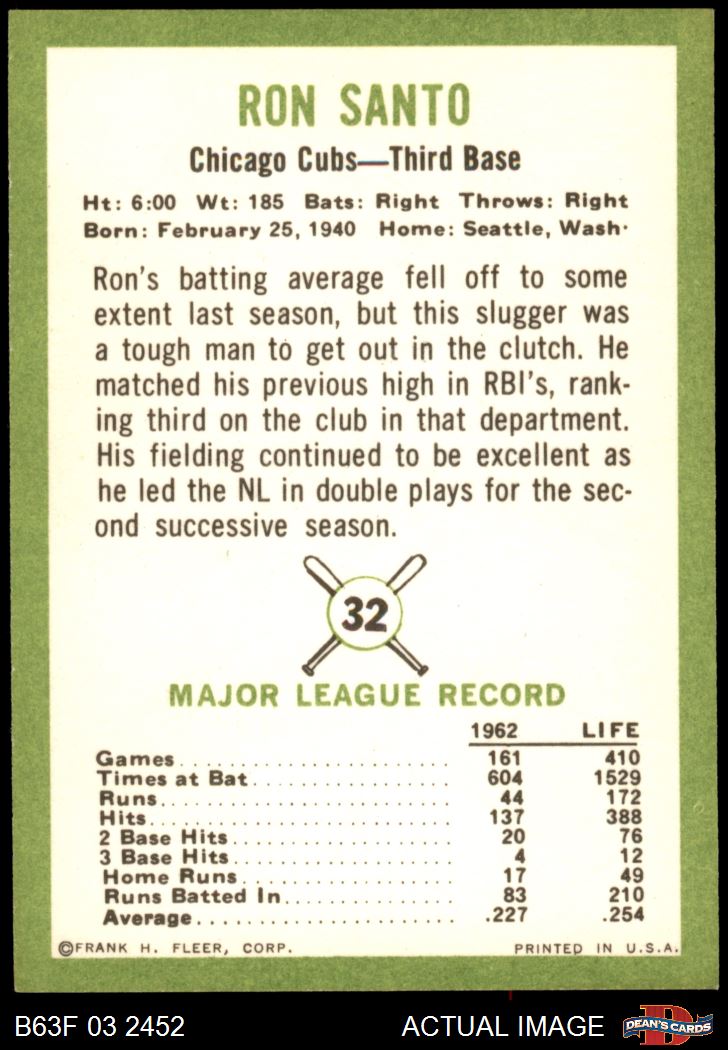 RON SANTO
Chicago Cubs—Third Base
Ht: 6:00 Wt: 185 Bats: Right Throws: Right
Born: February 25, 1940 Home: Seattle, Wash.
Ron's batting average fell off to some
extent last season, but this slugger was
a tough man to get out in the clutch. He
matched his previous high in RBI's, rank-
ing third on the club in that department.
His fielding continued to be excellent as
he led the NL in double plays for the sec-
ond successive season.
32
MAJOR LEAGUE RECORD
1962 LIFE
Games 161 410
Times at Bat 604 1529
Runs 44 172
Hits 137 388
2 Base Hits 20 76
3 Base Hits 4 12
Home Runs 17 49
Runs Batted In 83 210
Average .227 .254
©FRANK H. FLEER, CORP. PRINTED IN U.S.A.
B63F 03 2452 ACTUAL IMAGE D DEAN'S CARDS